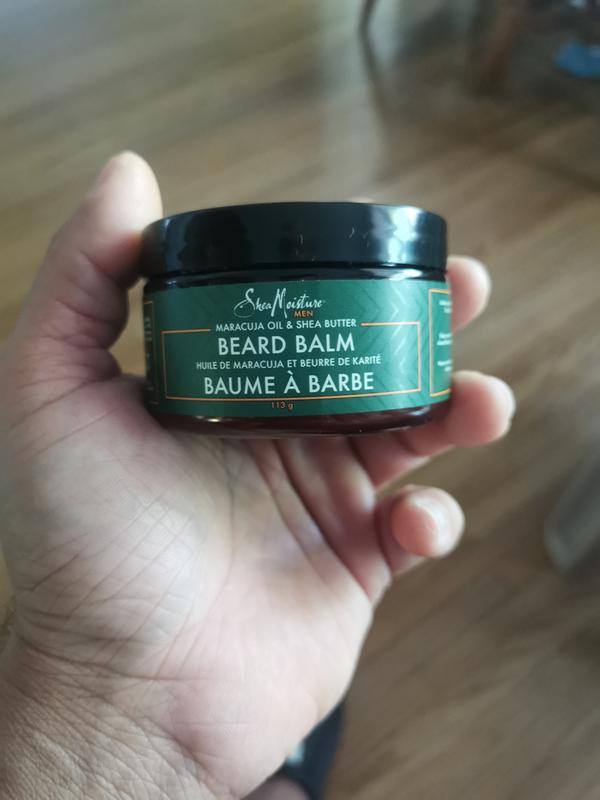 SheaMoisture
MEN
MARACUJA OIL & SHEA BUTTER
BEARD BALM
HUILE DE MARACUJA ET BEURRE DE KARITÉ
BAUME À BARBE
113 g